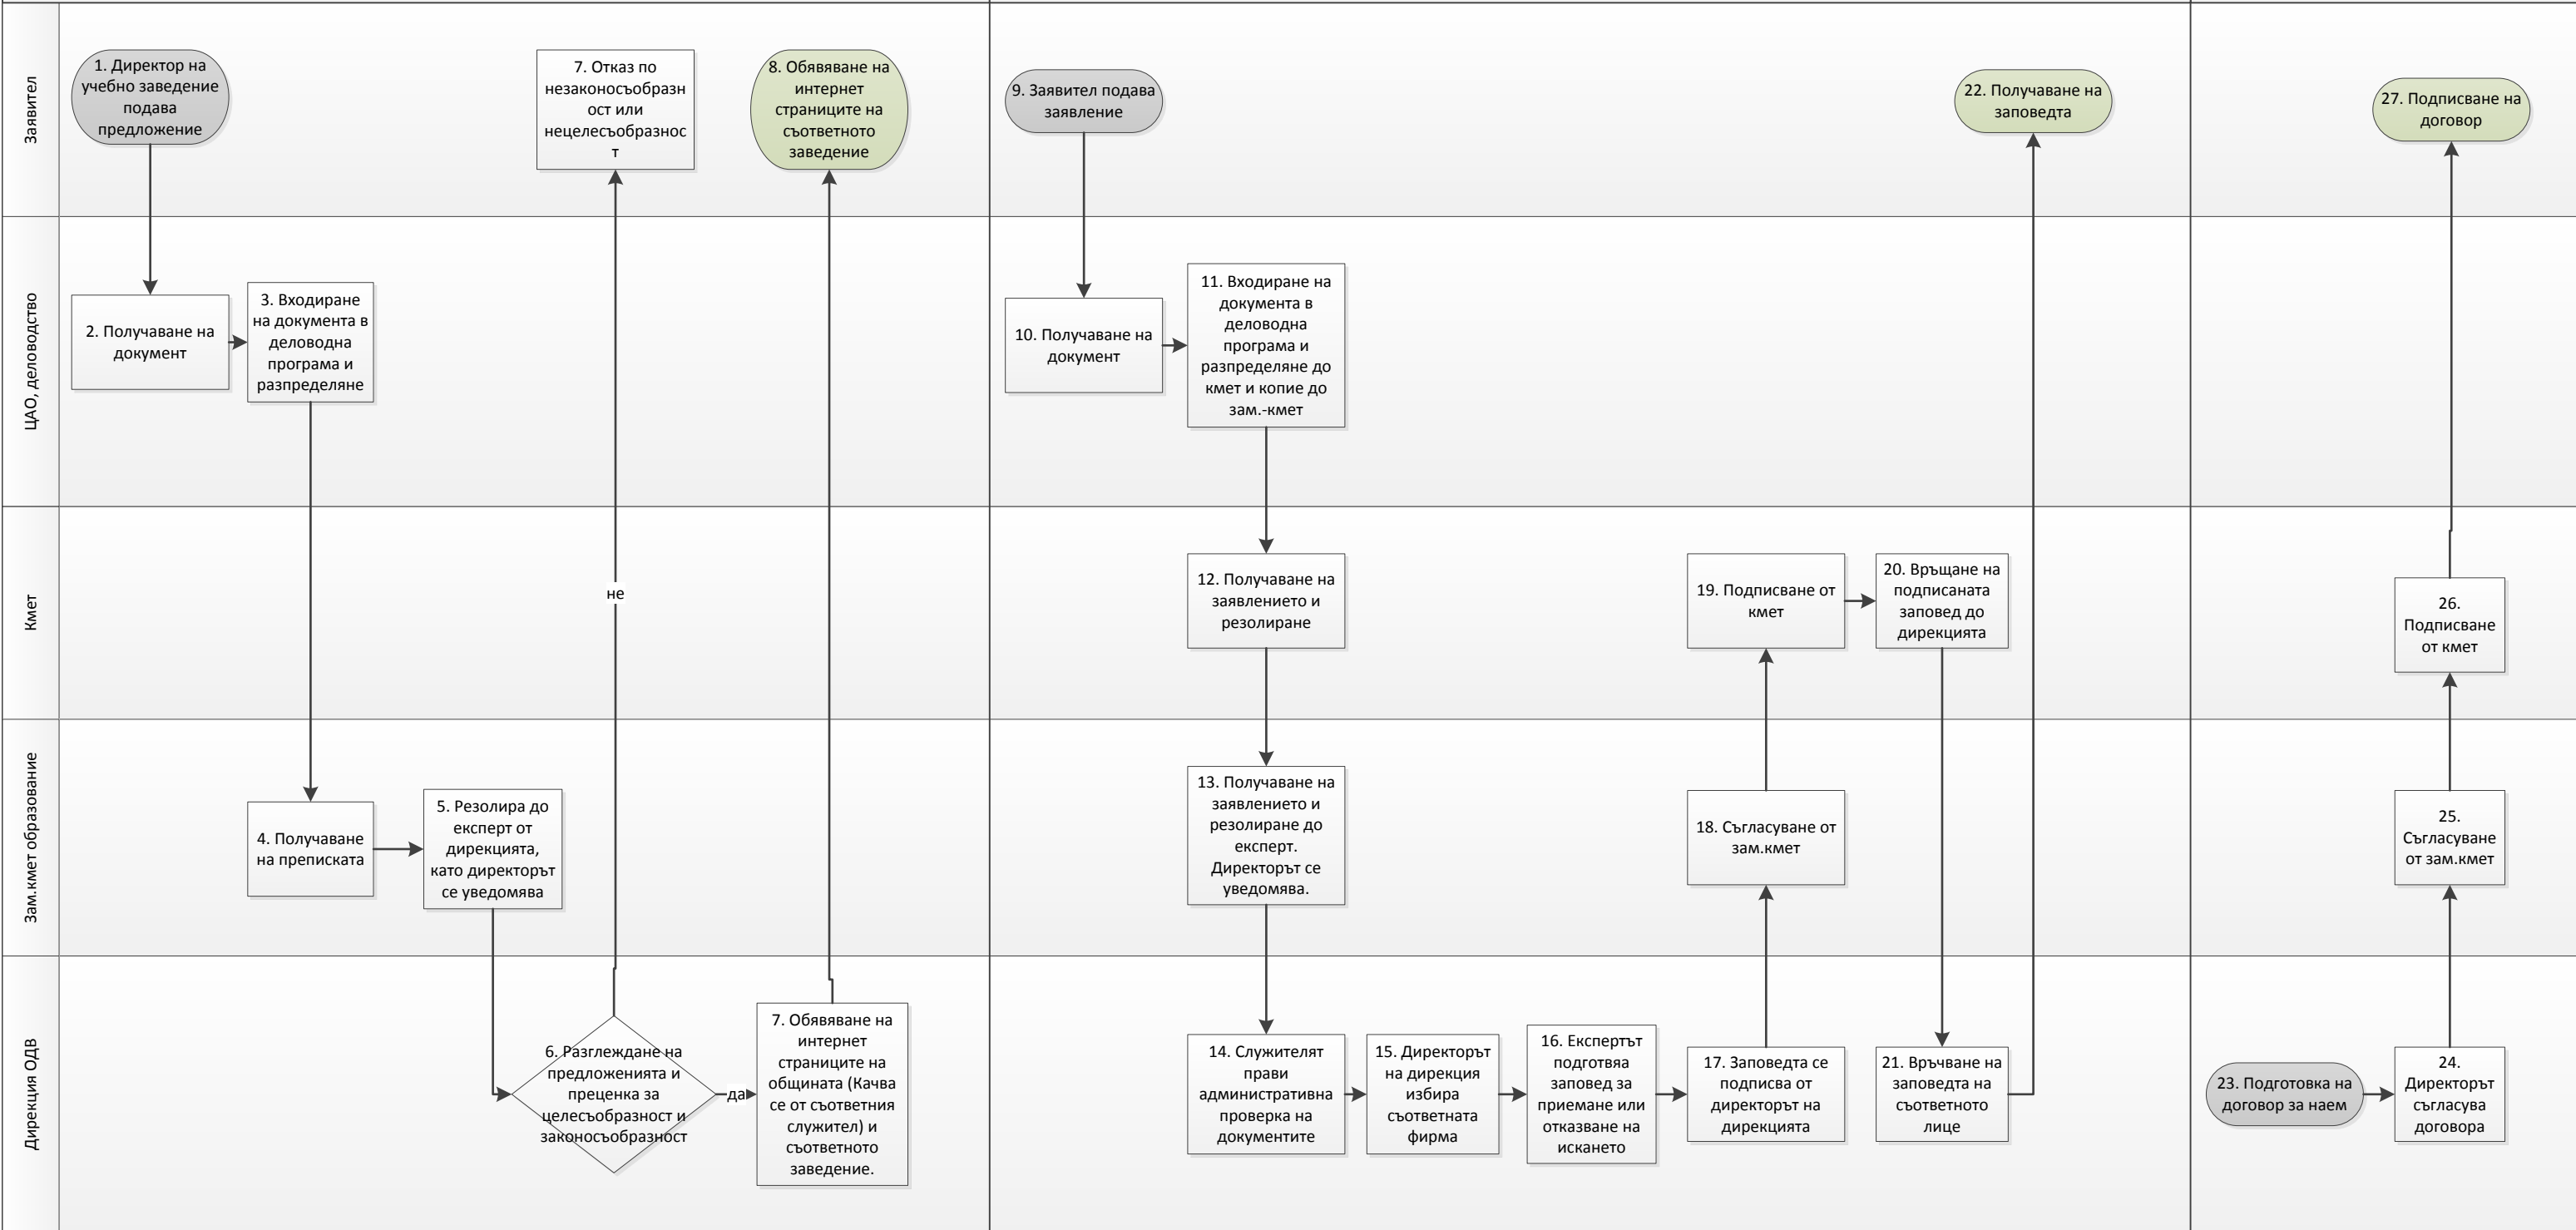 Заявител
1. Директор на
учебно заведение
подава
предложение
7. Отказ по
незаконосъобразн
ост или
нецелесъобразнос
т
8. Обявяване на
интернет
страниците на
съответното
заведение
9. Заявител подава
заявление
22. Получаване на
заповедта
27. Подписване на
договор
ЦАО, деловодство
2. Получаване на
документ
3. Входиране
на документа в
деловодна
програма и
разпределяне
10. Получаване на
документ
11. Входиране на
документа в
деловодна
програма и
разпределяне до
кмет и копие до
зам.-кмет
Кмет
не
12. Получаване на
заявлението и
резолиране
19. Подписване от
кмет
20. Връщане на
подписаната
заповед до
дирекцията
26.
Подписване
от кмет
Зам.кмет образование
4. Получаване
на преписката
5. Резолира до
експерт от
дирекцията,
като директорът
се уведомява
13. Получаване на
заявлението и
резолиране до
експерт.
Директорът се
уведомява.
18. Съгласуване от
зам.кмет
25.
Съгласуване
от зам.кмет
Дирекция ОДВ
6. Разглеждане на
предложенията и
преценка за
целесъобразност и
законосъобразност
да
7. Обявяване на
интернет
страниците на
общината (Качва
се от съответния
служител) и
съответното
заведение.
14. Служителят
прави
административна
проверка на
документите
15. Директорът
на дирекция
избира
съответната
фирма
16. Експертът
подготвяа
заповед за
приемане или
отказване на
искането
17. Заповедта се
подписва от
директорът на
дирекцията
21. Връчване на
заповедта на
съответното
лице
23. Подготовка на
договор за наем
24.
Директорът
съгласува
договора